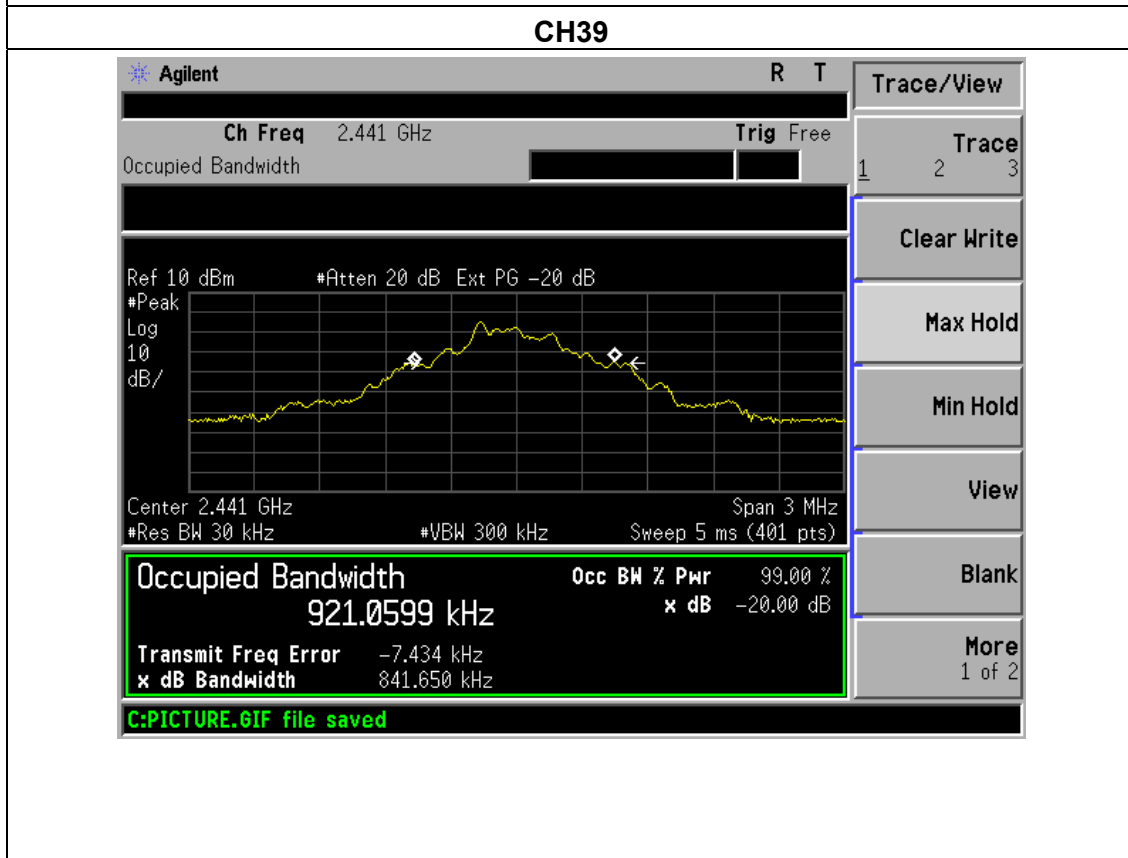 CH39
Agilent R T
Trace/View
Ch Freq 2.441 GHz Trig Free
Occupied Bandwidth
Trace
1 2 3
Clear Write
Ref 10 dBm #Atten 20 dB Ext PG -20 dB
#Peak
Log
10
dB/
Max Hold
Min Hold
View
Center 2.441 GHz Span 3 MHz
#Res BW 30 kHz #VBW 300 kHz Sweep 5 ms (401 pts)
Occupied Bandwidth Occ BW % Pwr 99.00 %
921.0599 kHz x dB -20.00 dB
Blank
Transmit Freq Error -7.434 kHz
x dB Bandwidth 841.650 kHz
More
1 of 2
C:PICTURE.GIF file saved